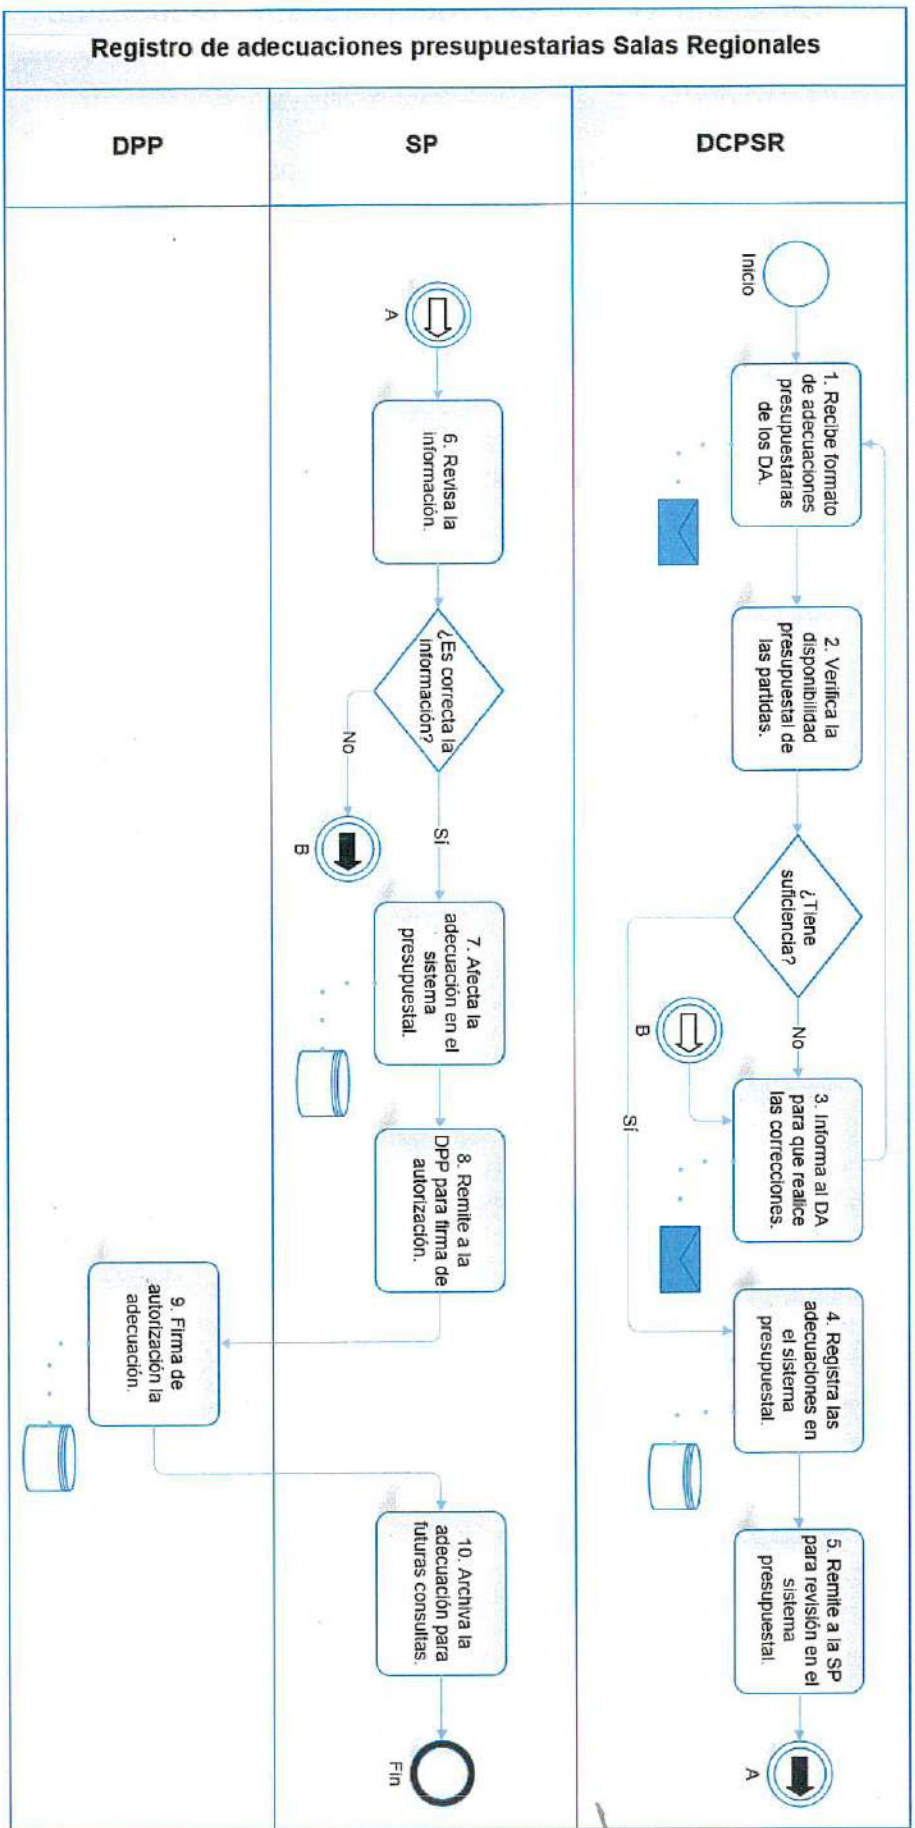 Registro de adecuaciones presupuestarias Salas Regionales
DCPSR
Inicio
1. Recibe formato
de adecuaciones
presupuestarias
de los DA.
2. Verifica la
disponibilidad
presupuestal de
las partidas.
¿Tiene
suficiencia?
No
Sí
B
3. Informa al DA
para que realice
las correcciones.
4. Registra las
adecuaciones en
el sistema
presupuestal.
5. Remite a la SP
para revisión en el
sistema
presupuestal.
A
SP
A
6. Revisa la
información.
¿Es correcta la
información?
No
B
Sí
7. Afecta la
adecuación en el
sistema
presupuestal.
8. Remite a la
DPP para firma de
autorización.
10. Archiva la
adecuación para
futuras consultas.
Fin
DPP
9. Firma de
autorización la
adecuación.